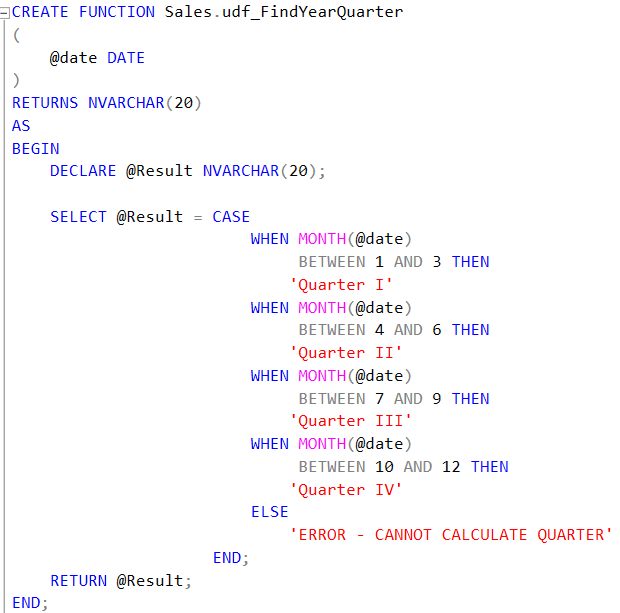 CREATE FUNCTION Sales.udf_FindYearQuarter
(
    @date DATE
)
RETURNS NVARCHAR(20)
AS
BEGIN
    DECLARE @Result NVARCHAR(20);

    SELECT @Result = CASE
                         WHEN MONTH(@date)
                              BETWEEN 1 AND 3 THEN
                             'Quarter I'
                         WHEN MONTH(@date)
                              BETWEEN 4 AND 6 THEN
                             'Quarter II'
                         WHEN MONTH(@date)
                              BETWEEN 7 AND 9 THEN
                             'Quarter III'
                         WHEN MONTH(@date)
                              BETWEEN 10 AND 12 THEN
                             'Quarter IV'
                         ELSE
                             'ERROR - CANNOT CALCULATE QUARTER'
                     END;
    RETURN @Result;
END;